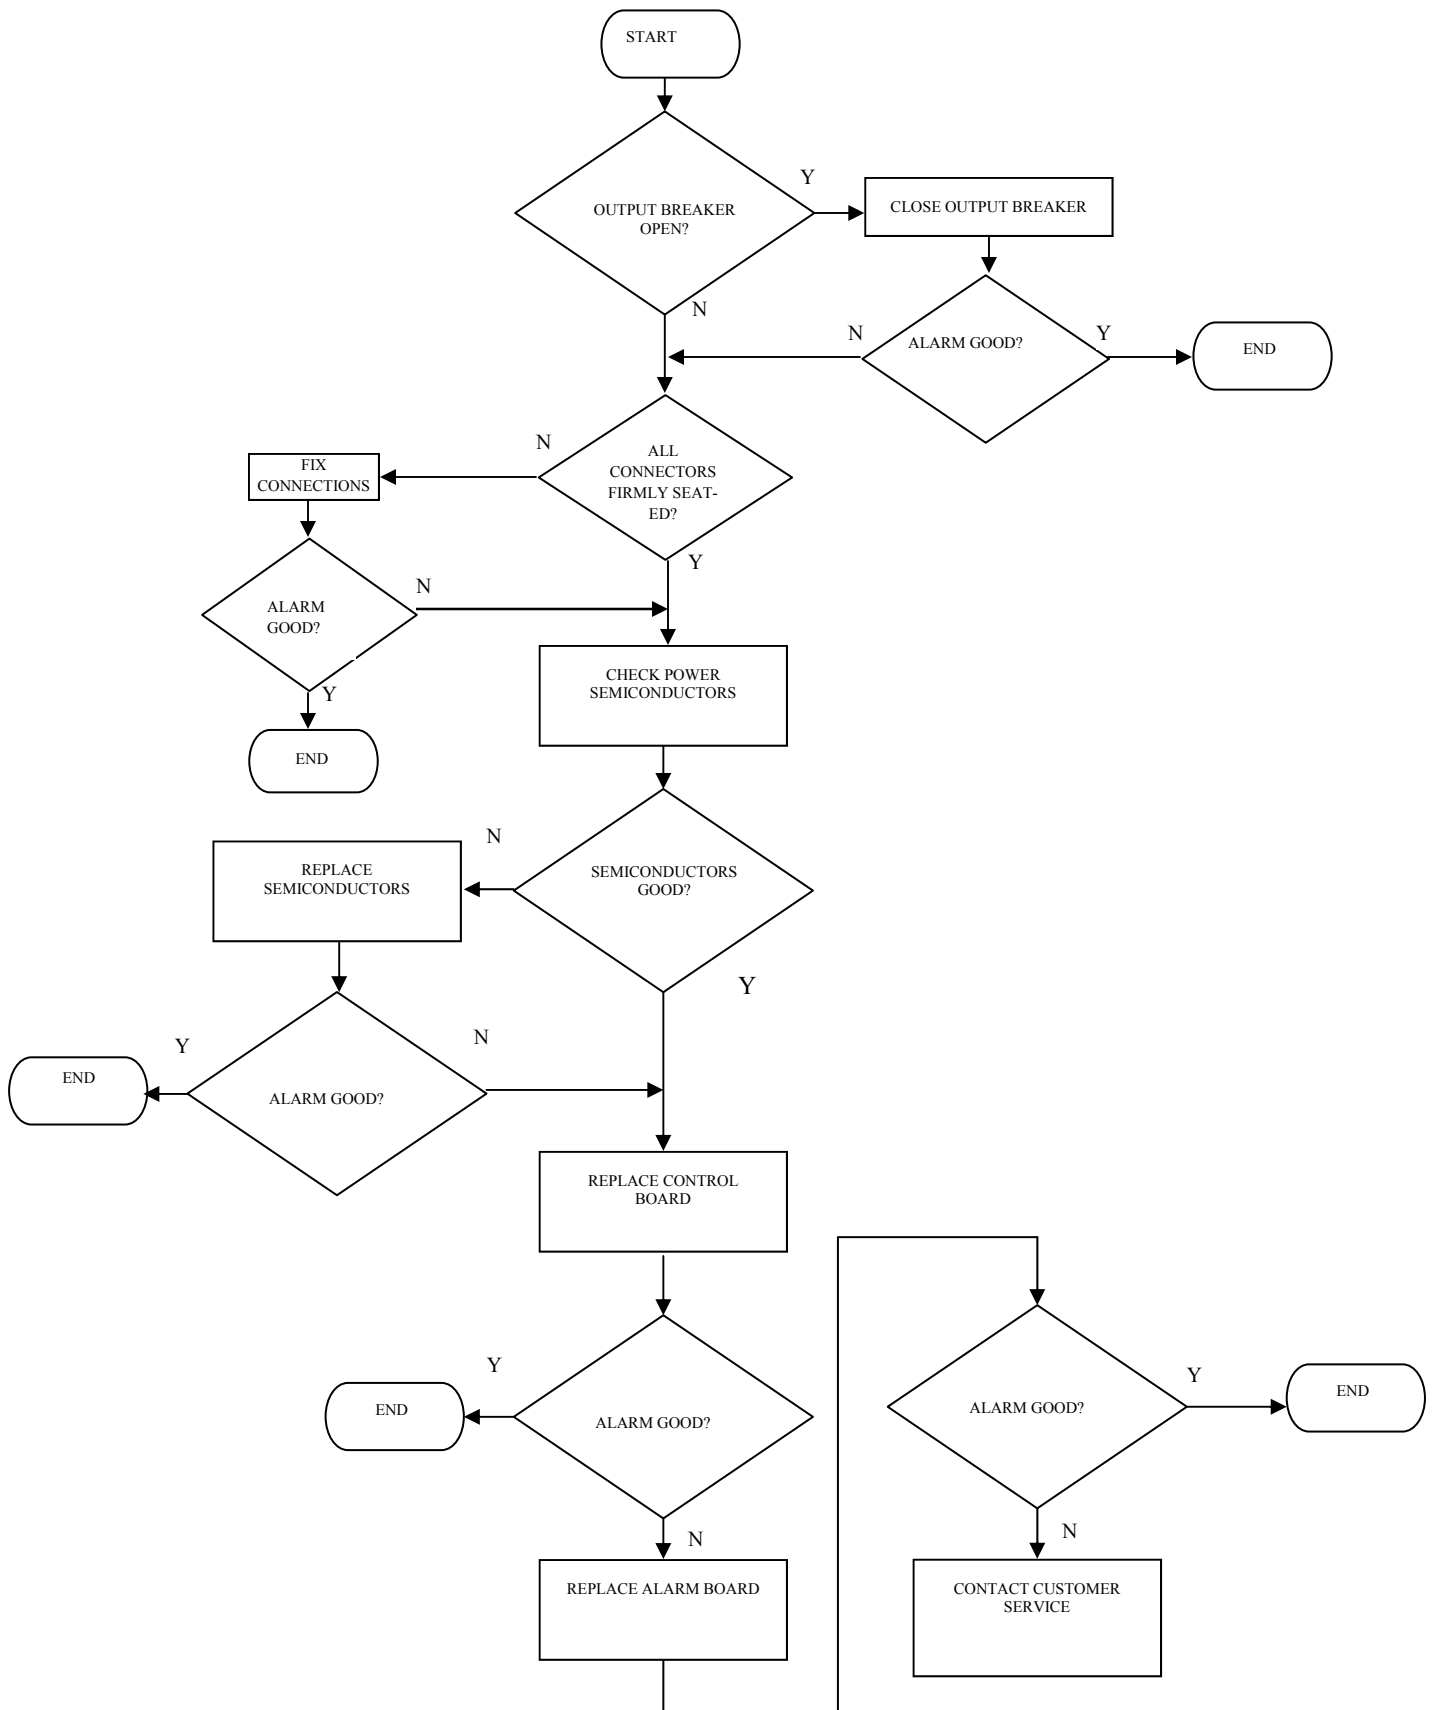 START
Y
OUTPUT BREAKER
OPEN?
CLOSE OUTPUT BREAKER
N
N
ALARM GOOD?
Y
END
N
ALL
CONNECTORS
FIRMLY SEAT-
ED?
FIX
CONNECTIONS
Y
N
ALARM
GOOD?
CHECK POWER
SEMICONDUCTORS
Y
END
N
REPLACE
SEMICONDUCTORS
SEMICONDUCTORS
GOOD?
Y
Y
N
END
ALARM GOOD?
REPLACE CONTROL
BOARD
Y
END
ALARM GOOD?
Y
ALARM GOOD?
END
N
N
REPLACE ALARM BOARD
CONTACT CUSTOMER
SERVICE